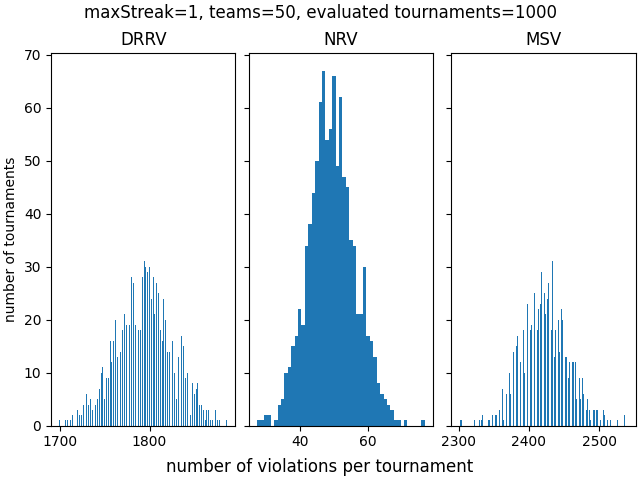 maxStreak=1, teams=50, evaluated tournaments=1000
DRRV NRV MSV
number of tournaments
70
60
50
40
30
20
10
0
1700 1800 40 60 2300 2400 2500
number of violations per tournament